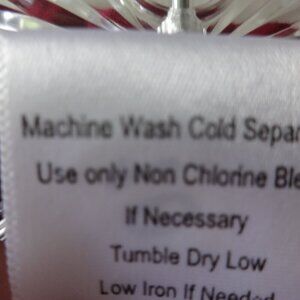 Machine Wash Cold Separ
Use only Non Chlorine Ble
If Necessary
Tumble Dry Low
Low Iron If Needed